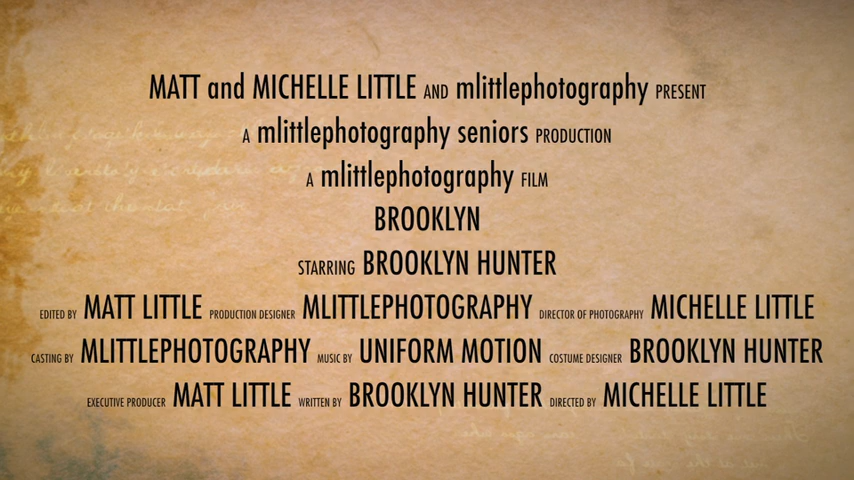 MATT and MICHELLE LITTLE AND mlittlephotography PRESENT
A mlittlephotography seniors PRODUCTION
A mlittlephotography FILM
BROOKLYN
STARRING BROOKLYN HUNTER
EDITED BY MATT LITTLE PRODUCTION DESIGNER MLITTLEPHOTOGRAPHY DIRECTOR OF PHOTOGRAPHY MICHELLE LITTLE
CASTING BY MLITTLEPHOTOGRAPHY MUSIC BY UNIFORM MOTION COSTUME DESIGNER BROOKLYN HUNTER
EXECUTIVE PRODUCER MATT LITTLE WRITTEN BY BROOKLYN HUNTER DIRECTED BY MICHELLE LITTLE